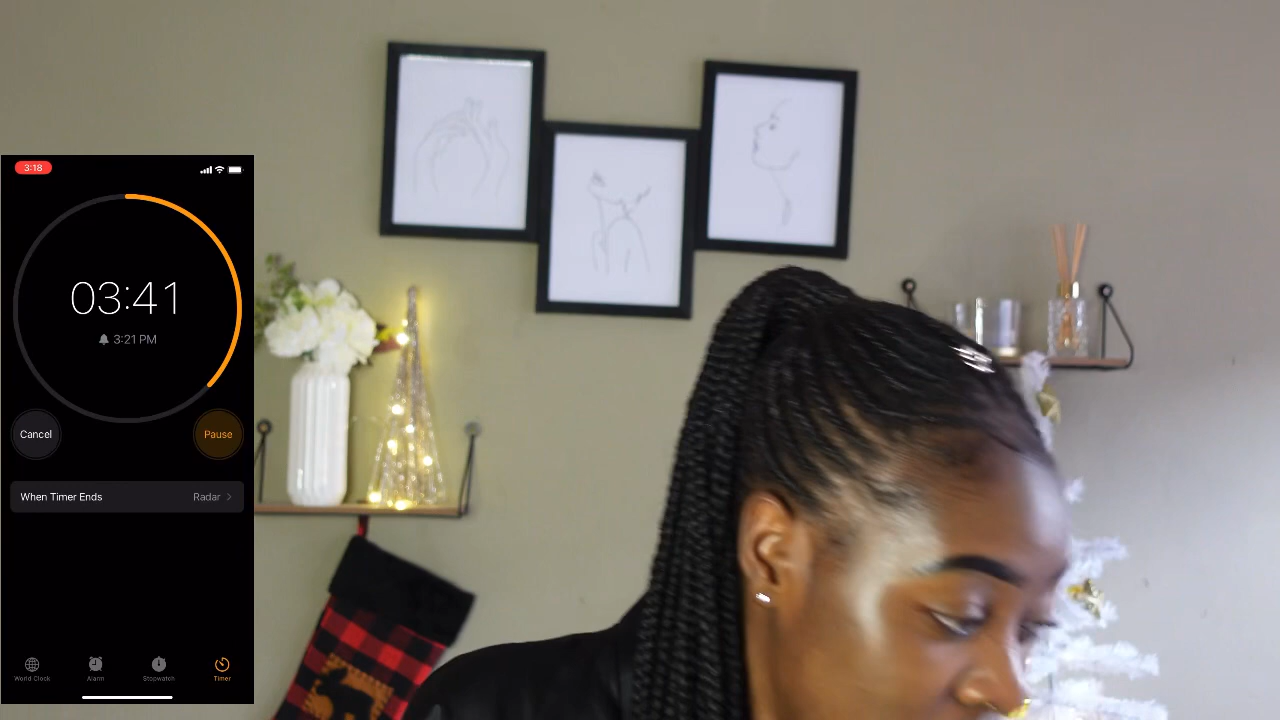 3:18
03:41
3:21 PM
Cancel
Pause
When Timer Ends
Radar
World Clock
Alarm
Stopwatch
Timer